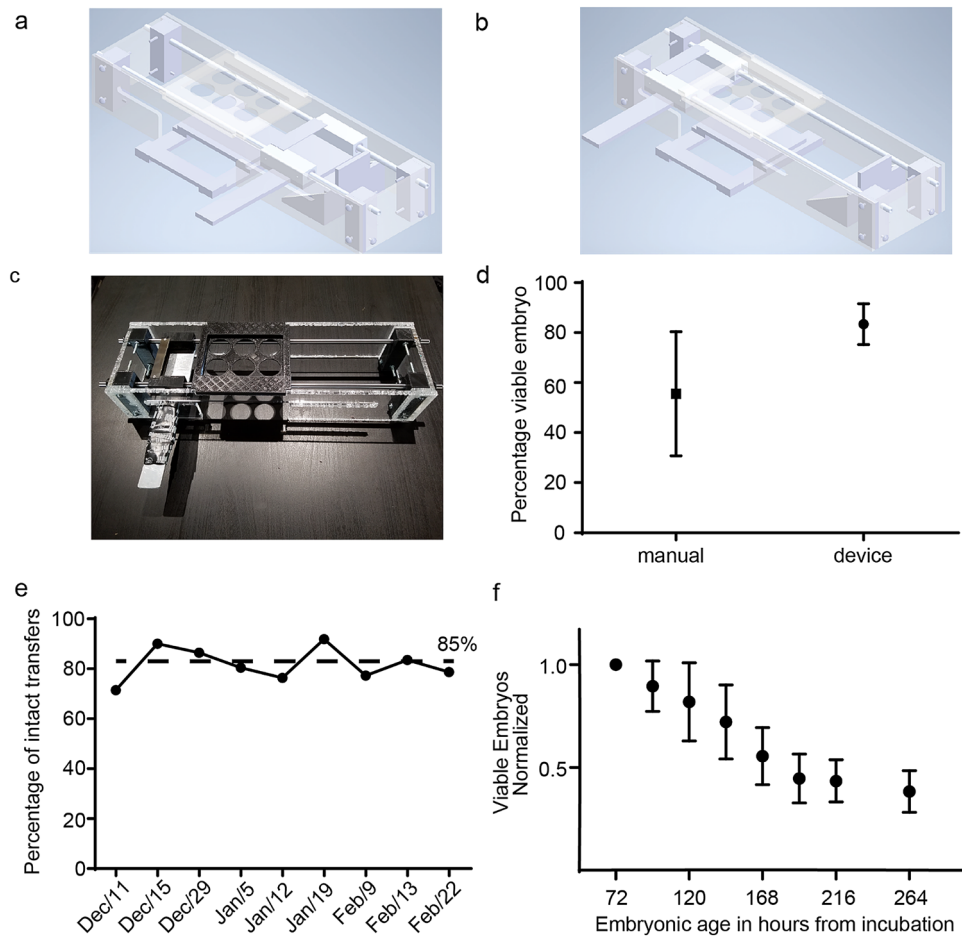 a
b
c
d
Percentage viable embryo
100
80
60
40
20
0
manual
device
e
Percentage of intact transfers
100
80
60
40
20
0
85%
Dec/11
Dec/15
Dec/29
Jan/5
Jan/12
Jan/19
Feb/9
Feb/13
Feb/22
f
Viable Embryos
Normalized
1.0
0.5
72
120
168
216
264
Embryonic age in hours from incubation